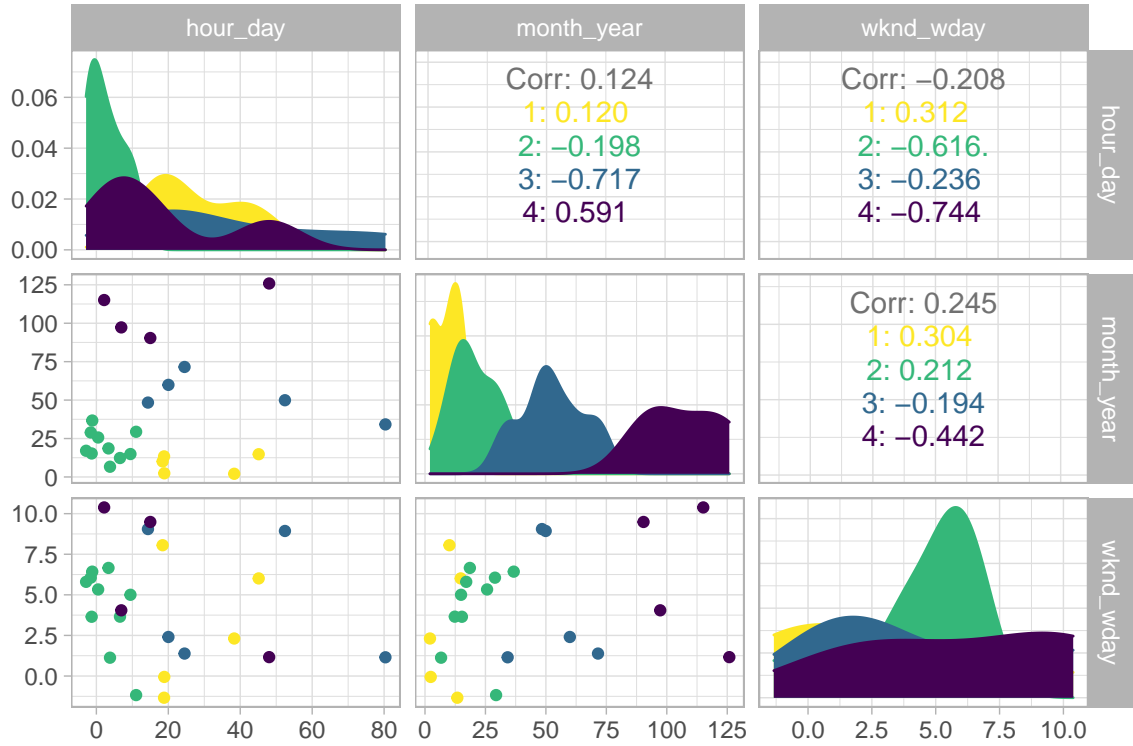 hour_day month_year wknd_wday
0.06
0.04
0.02
0.00
Corr: 0.124
1: 0.120
2: −0.198
3: −0.717
4: 0.591
Corr: −0.208
1: 0.312
2: −0.616.
3: −0.236
4: −0.744
hour_day
125
100
75
50
25
0
Corr: 0.245
1: 0.304
2: 0.212
3: −0.194
4: −0.442
month_year
10.0
7.5
5.0
2.5
0.0
wknd_wday
0 20 40 60 80
0 25 50 75 100 125
0.0 2.5 5.0 7.5 10.0